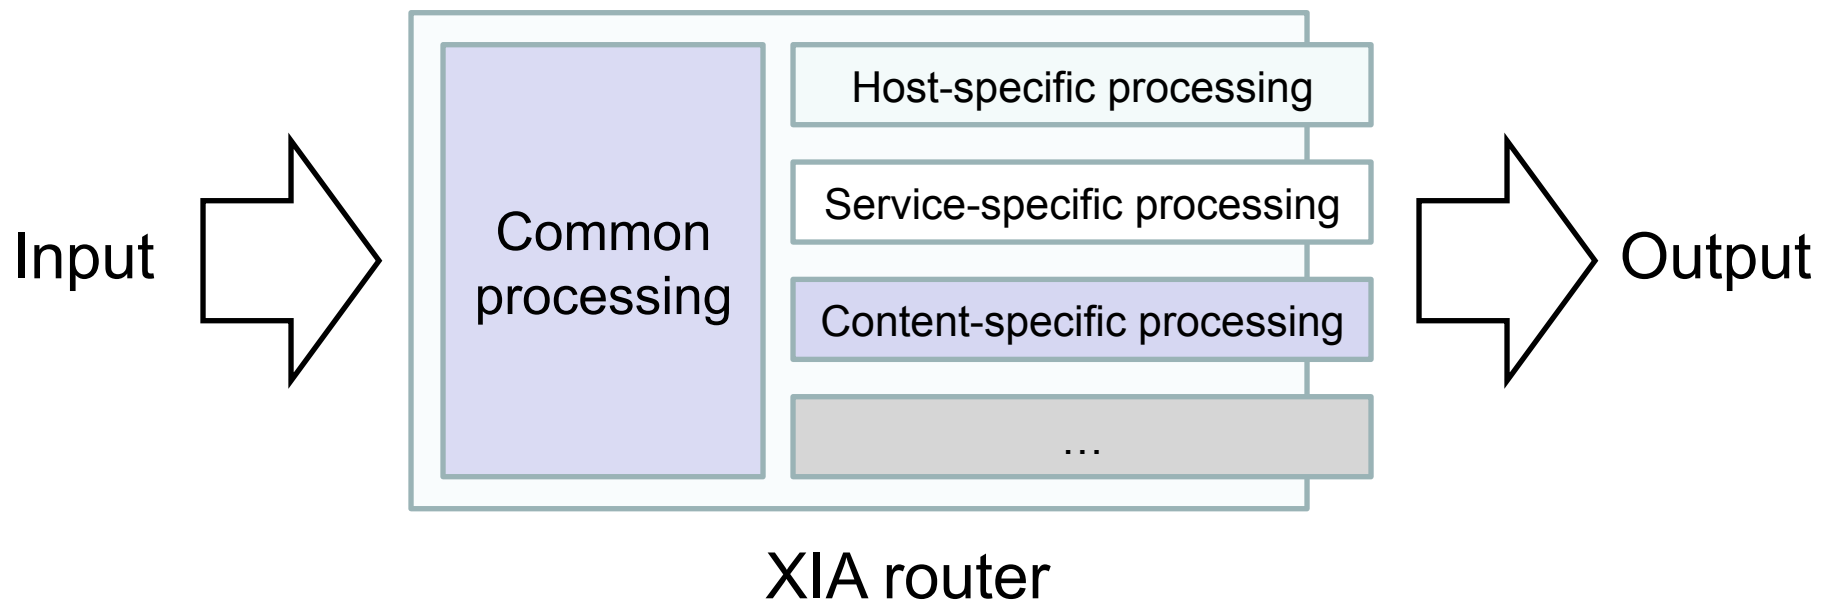 Input
Common
processing
Host-specific processing
Service-specific processing
Content-specific processing
...
Output
XIA router